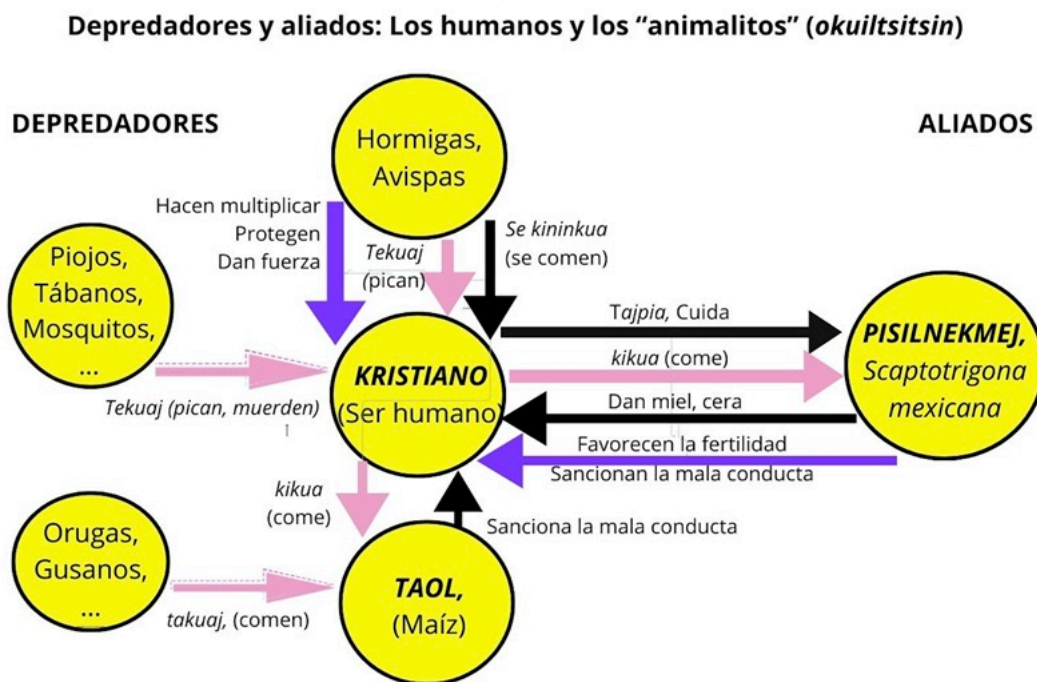 Depredadores y aliados: Los humanos y los “animalitos” (okuiltsitsin)
DEPREDADORES
ALIADOS
Hormigas,
Avispas
Hacen multiplicar
Protegen
Dan fuerza
Tekuaj
(pican)
Se kininkua
(se comen)
Piojos,
Tábanos,
Mosquitos,
...
Tekuaj (pican, muerden)
KRISTIANO
(Ser humano)
Tajpia, Cuida
kikua (come)
Dan miel, cera
Favorecen la fertilidad
Sancionan la mala conducta
PISILNEKMEJ,
Scaptotrigona
mexicana
kikua
(come)
Sanciona la mala conducta
Orugas,
Gusanos,
...
takuaj, (comen)
TAOL,
(Maíz)